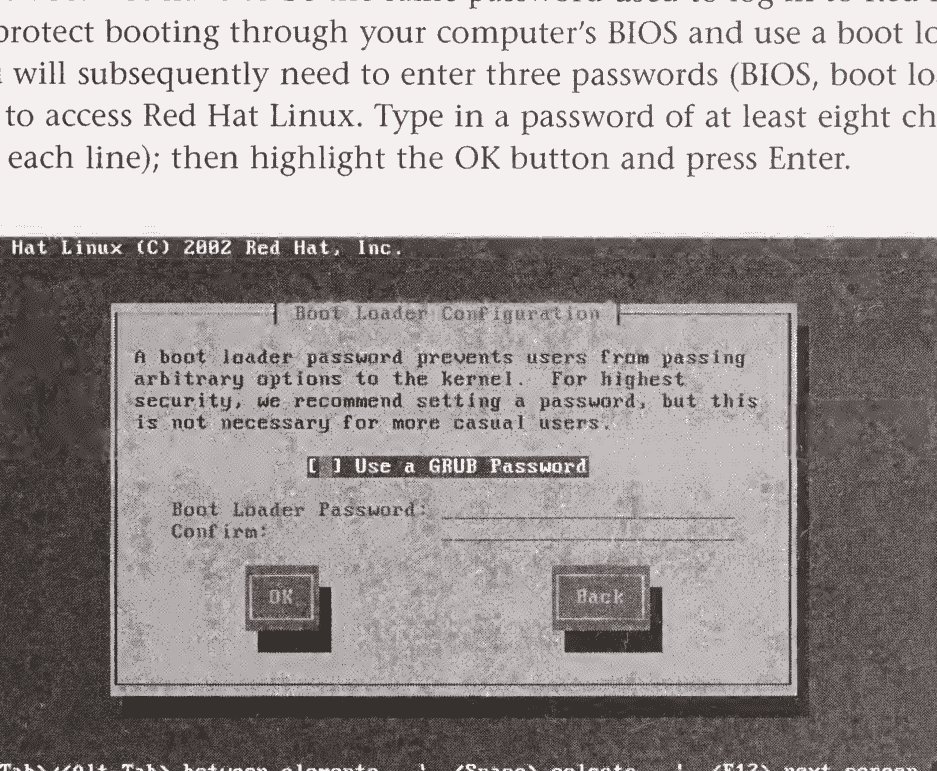 protect booting through your computer's BIOS and use a boot
will subsequently need to enter three passwords (BIOS, boot
to access Red Hat Linux. Type in a password of at least eight
each line); then highlight the OK button and press Enter.
Hat Linux (C) 2002 Red Hat, Inc.
Boot Loader Configuration
A boot loader password prevents users from passing
arbitrary options to the kernel. For highest
security, we recommend setting a password, but this
is not necessary for more casual users.
[ ] Use a GRUB Password
Boot Loader Password:
Confirm:
OK Back
between elements | <Space> selects | <F12> next screen